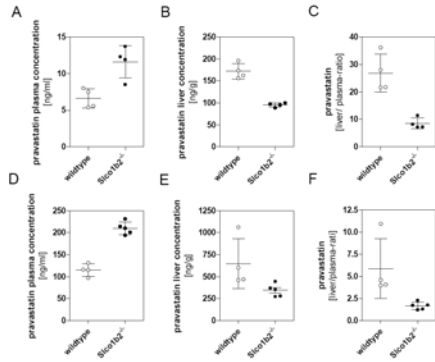 A
pravastatin plasma concentration
[ng/ml]
15
10
5
0
wildtype
Slco1b2-/-
B
pravastatin liver concentration
[ng/g]
250
200
150
100
50
0
wildtype
Slco1b2-/-
C
pravastatin
[liver/ plasma-ratio]
40
30
20
10
0
wildtype
Slco1b2-/-
D
pravastatin plasma concentration
[ng/ml]
250
200
150
100
50
0
wildtype
Slco1b2-/-
E
pravastatin liver concentration
[ng/g]
1250
1000
750
500
250
0
wildtype
Slco1b2-/-
F
pravastatin
[liver/plasma-rati]
12.5
10.0
7.5
5.0
2.5
0.0
wildtype
Slco1b2-/-